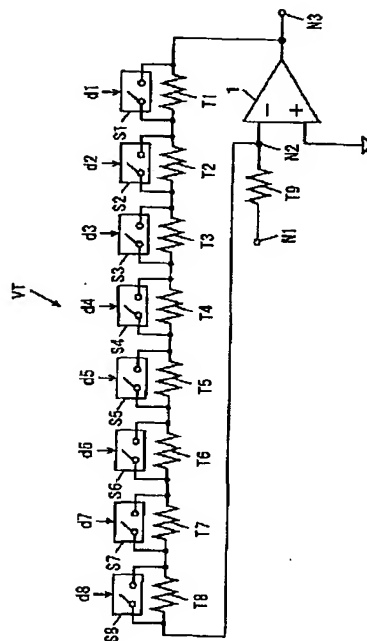 VT
d8 d7 d6 d5 d4 d3 d2 d1
S8 S7 S6 S5 S4 S3 S2 S1
T8 T7 T6 T5 T4 T3 T2 T1
1
N3
−
+
N2
T9
N1